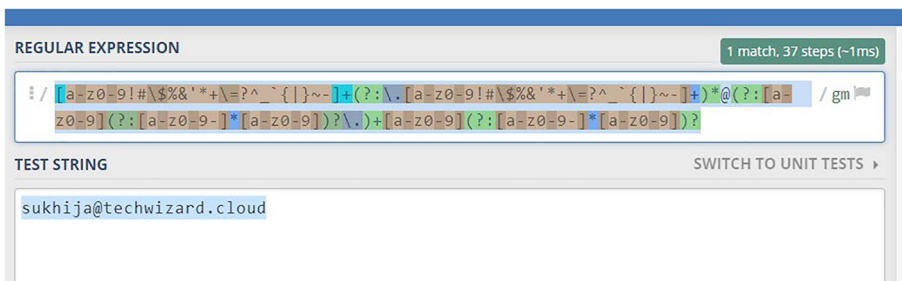 REGULAR EXPRESSION
1 match, 37 steps (~1ms)
/ [a-z0-9!#\$%&'*+\=?^_`{|}~-]+(?:\.[a-z0-9!#\$%&'*+\=?^_`{|}~-]+)*@(?:[a- / gm
z0-9](?:[a-z0-9-]*[a-z0-9])?\.)+[a-z0-9](?:[a-z0-9-]*[a-z0-9])?
TEST STRING
SWITCH TO UNIT TESTS
sukhija@techwizard.cloud